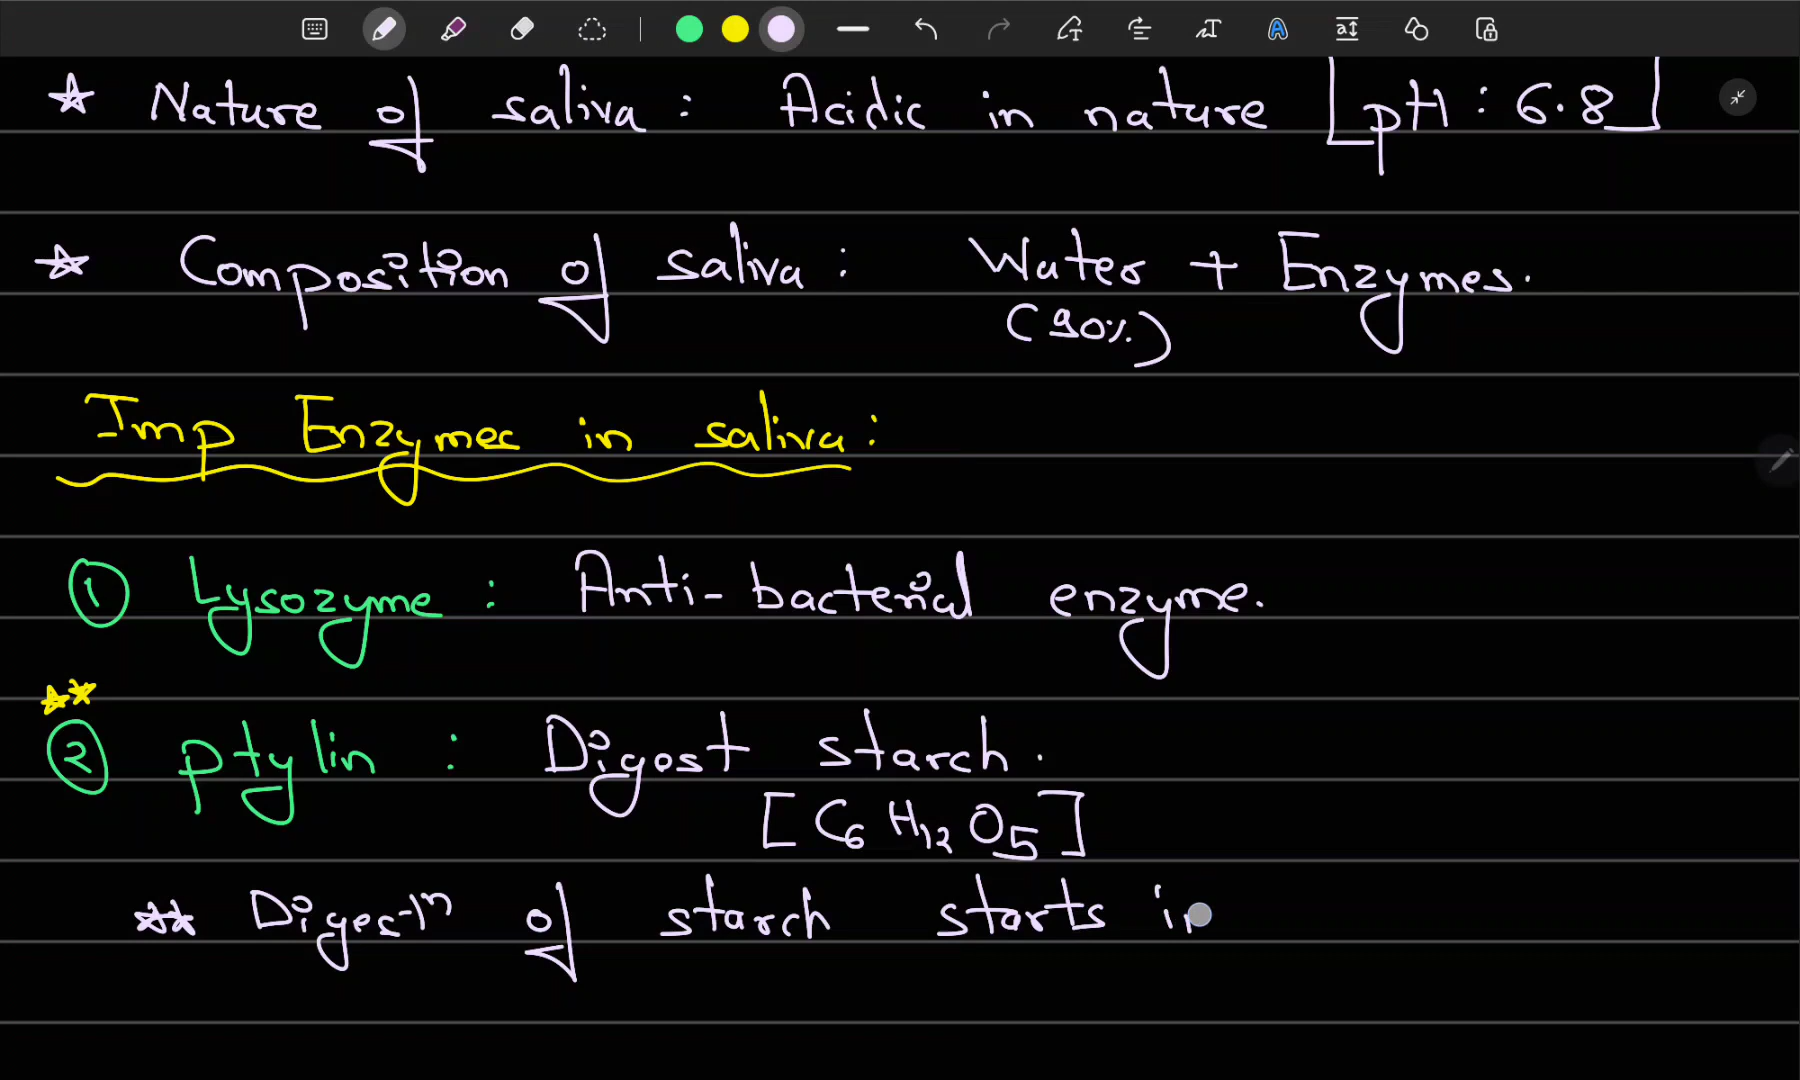 ☆ Nature of saliva : Acidic in nature [pH : 6.8]
☆ Composition of saliva : Water + Enzymes.
(90%)
Imp Enzymes in saliva :
① Lysozyme : Anti-bacterial enzyme.
☆☆
② ptylin : Digest starch.
[C₆ H₁₂ O₅]
☆☆ Digestⁿ of starch starts in